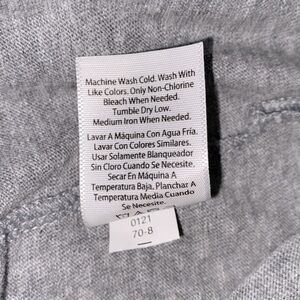 Machine Wash Cold. Wash With
Like Colors. Only Non-Chlorine
Bleach When Needed.
Tumble Dry Low.
Medium Iron When Needed.
Lavar A Máquina Con Agua Fría.
Lavar Con Colores Similares.
Usar Solamente Blanqueador
Sin Cloro Cuando Se Necesite.
Secar En Máquina A
Temperatura Baja, Planchar A
Temperatura Media Cuando
Se Necesite.
0121
70-8